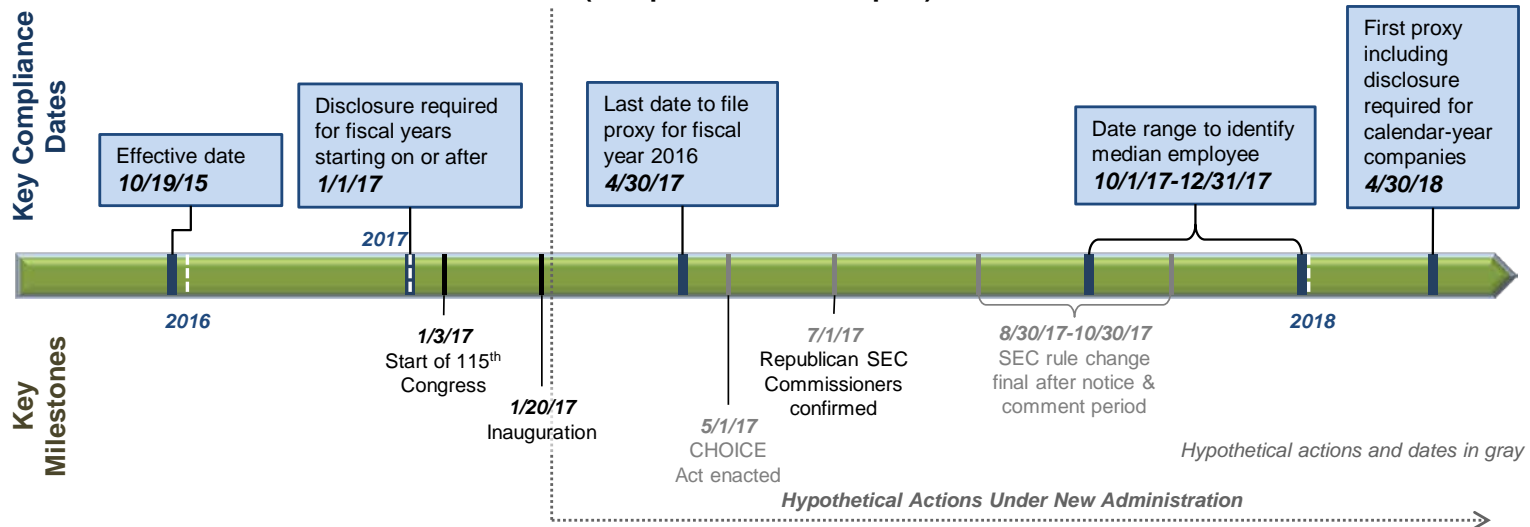 Key Compliance
Dates
Effective date
10/19/15
Disclosure required
for fiscal years
starting on or after
1/1/17
Last date to file
proxy for fiscal
year 2016
4/30/17
Date range to identify
median employee
10/1/17-12/31/17
First proxy
including
disclosure
required for
calendar-year
companies
4/30/18
2017
2016
2018
Key
Milestones
1/3/17
Start of 115th
Congress
1/20/17
Inauguration
5/1/17
CHOICE
Act enacted
7/1/17
Republican SEC
Commissioners
confirmed
8/30/17-10/30/17
SEC rule change
final after notice &
comment period
Hypothetical actions and dates in gray
Hypothetical Actions Under New Administration